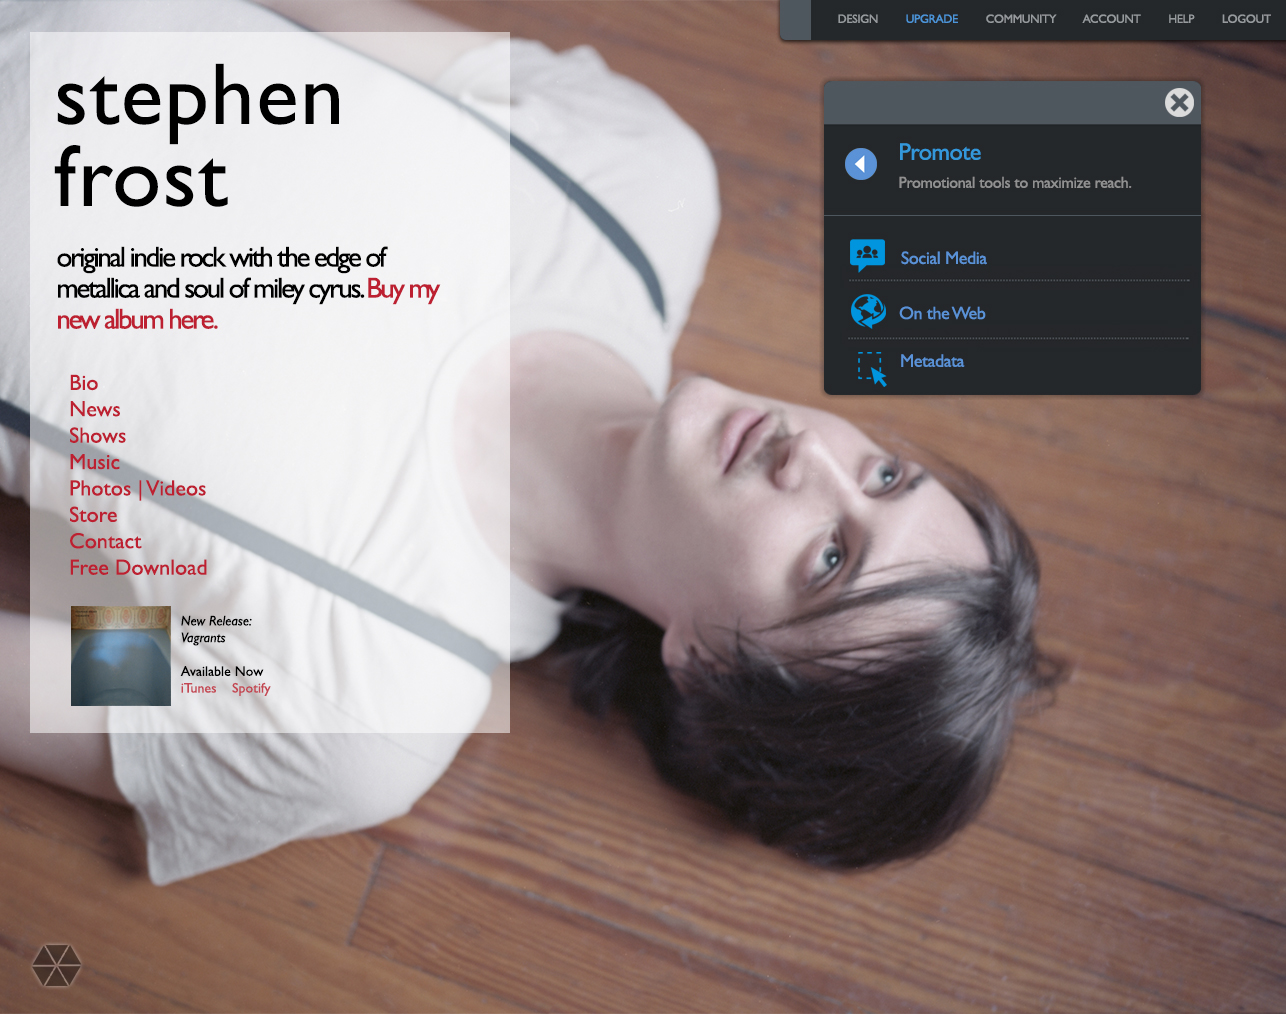 DESIGN UPGRADE COMMUNITY ACCOUNT HELP LOGOUT
stephen
frost
original indie rock with the edge of
metallica and soul of miley cyrus. Buy my
new album here.
Bio
News
Shows
Music
Photos | Videos
Store
Contact
Free Download
New Release:
Vagrants
Available Now
iTunes Spotify
Promote
Promotional tools to maximize reach.
Social Media
On the Web
Metadata